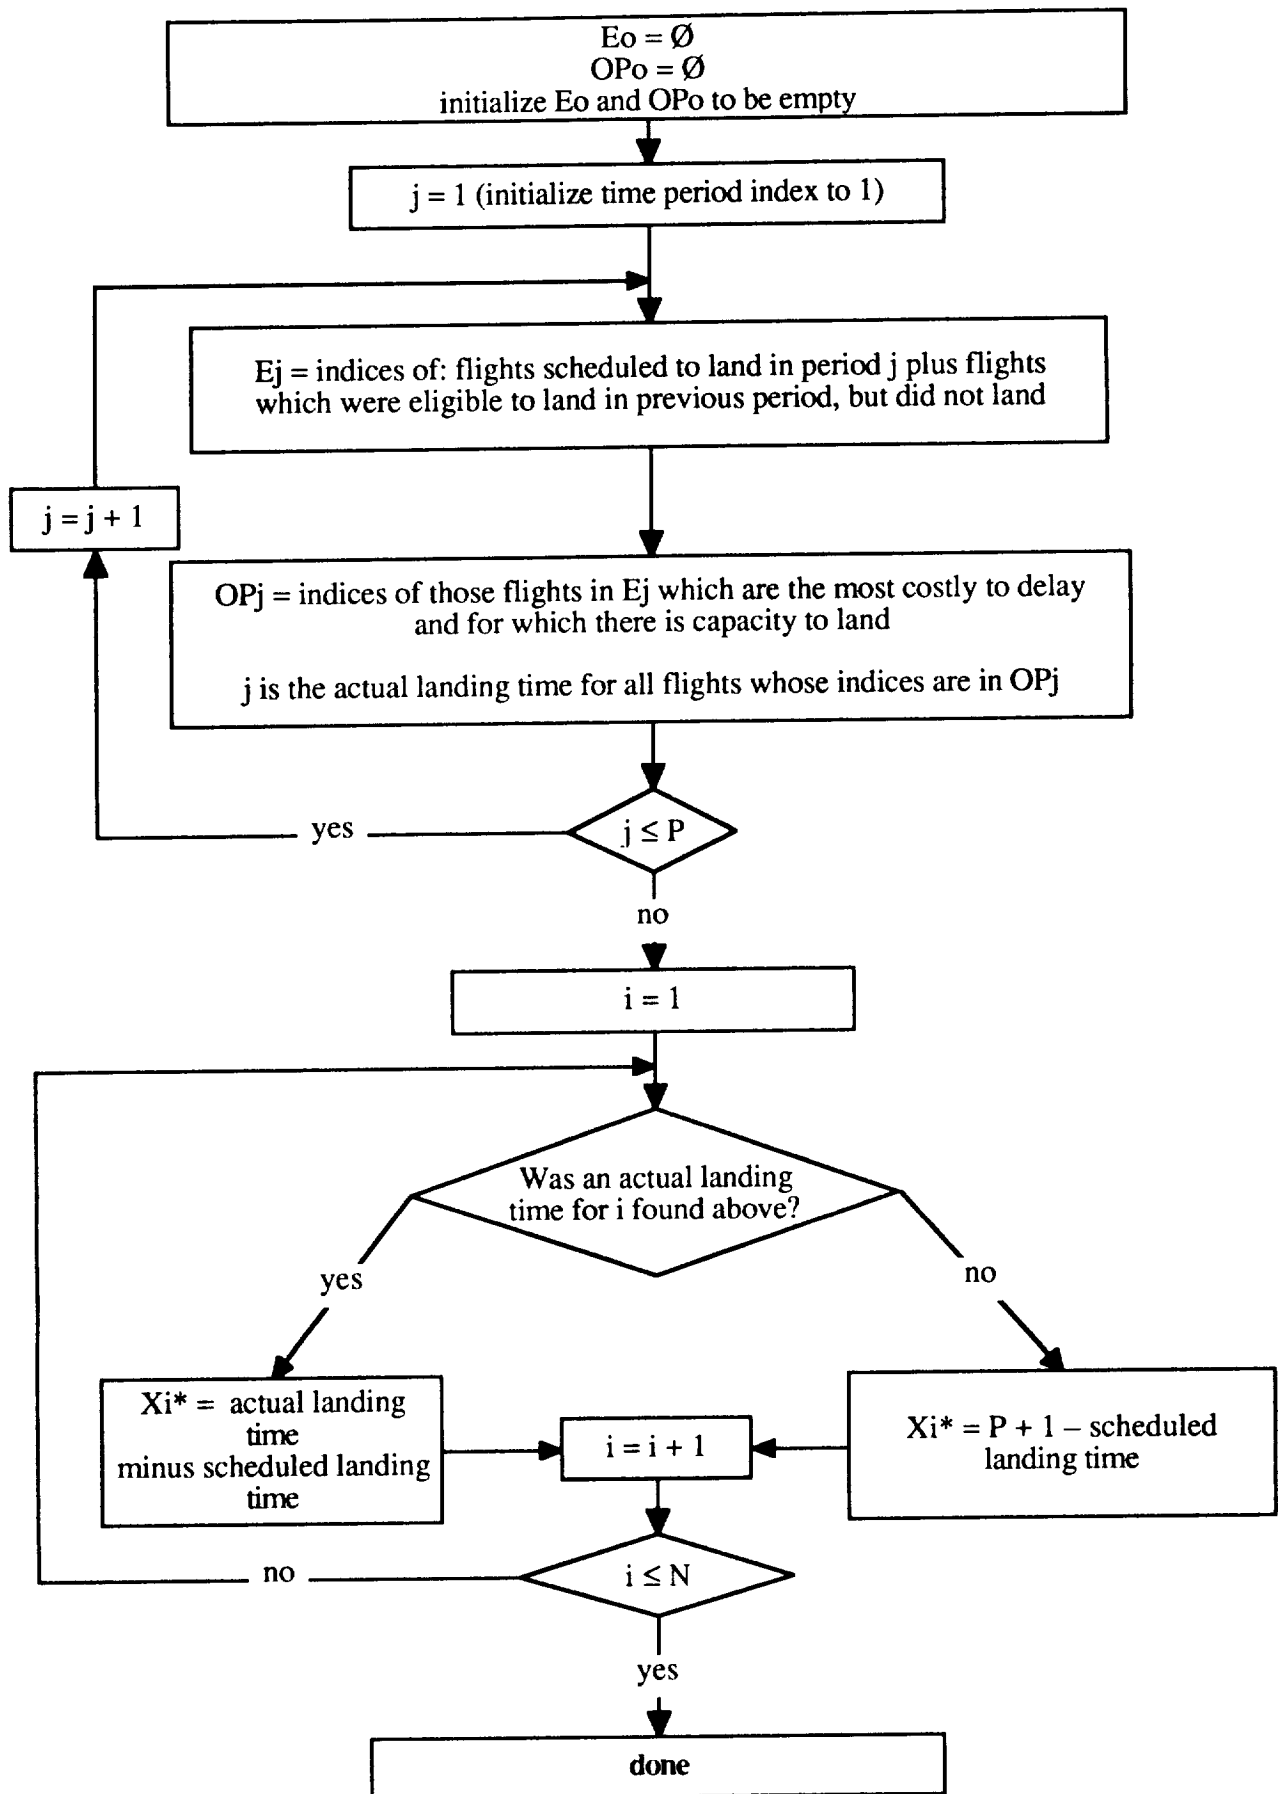 Eo = Ø
OPo = Ø
initialize Eo and OPo to be empty
j = 1 (initialize time period index to 1)
Ej = indices of: flights scheduled to land in period j plus flights
which were eligible to land in previous period, but did not land
j = j + 1
OPj = indices of those flights in Ej which are the most costly to delay
and for which there is capacity to land
j is the actual landing time for all flights whose indices are in OPj
j ≤ P
yes
no
i = 1
Was an actual landing
time for i found above?
yes
no
Xi* = actual landing
time
minus scheduled landing
time
i = i + 1
Xi* = P + 1 – scheduled
landing time
i ≤ N
no
yes
done